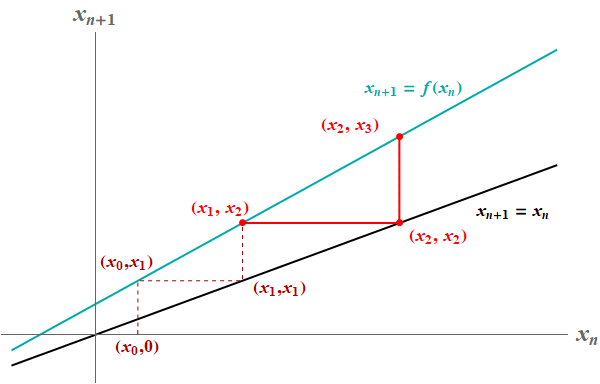 xₙ₊₁
xₙ₊₁ = f(xₙ)
(x₂, x₃)
(x₁, x₂)
xₙ₊₁ = xₙ
(x₂, x₂)
(x₀,x₁)
(x₁,x₁)
xₙ
(x₀,0)